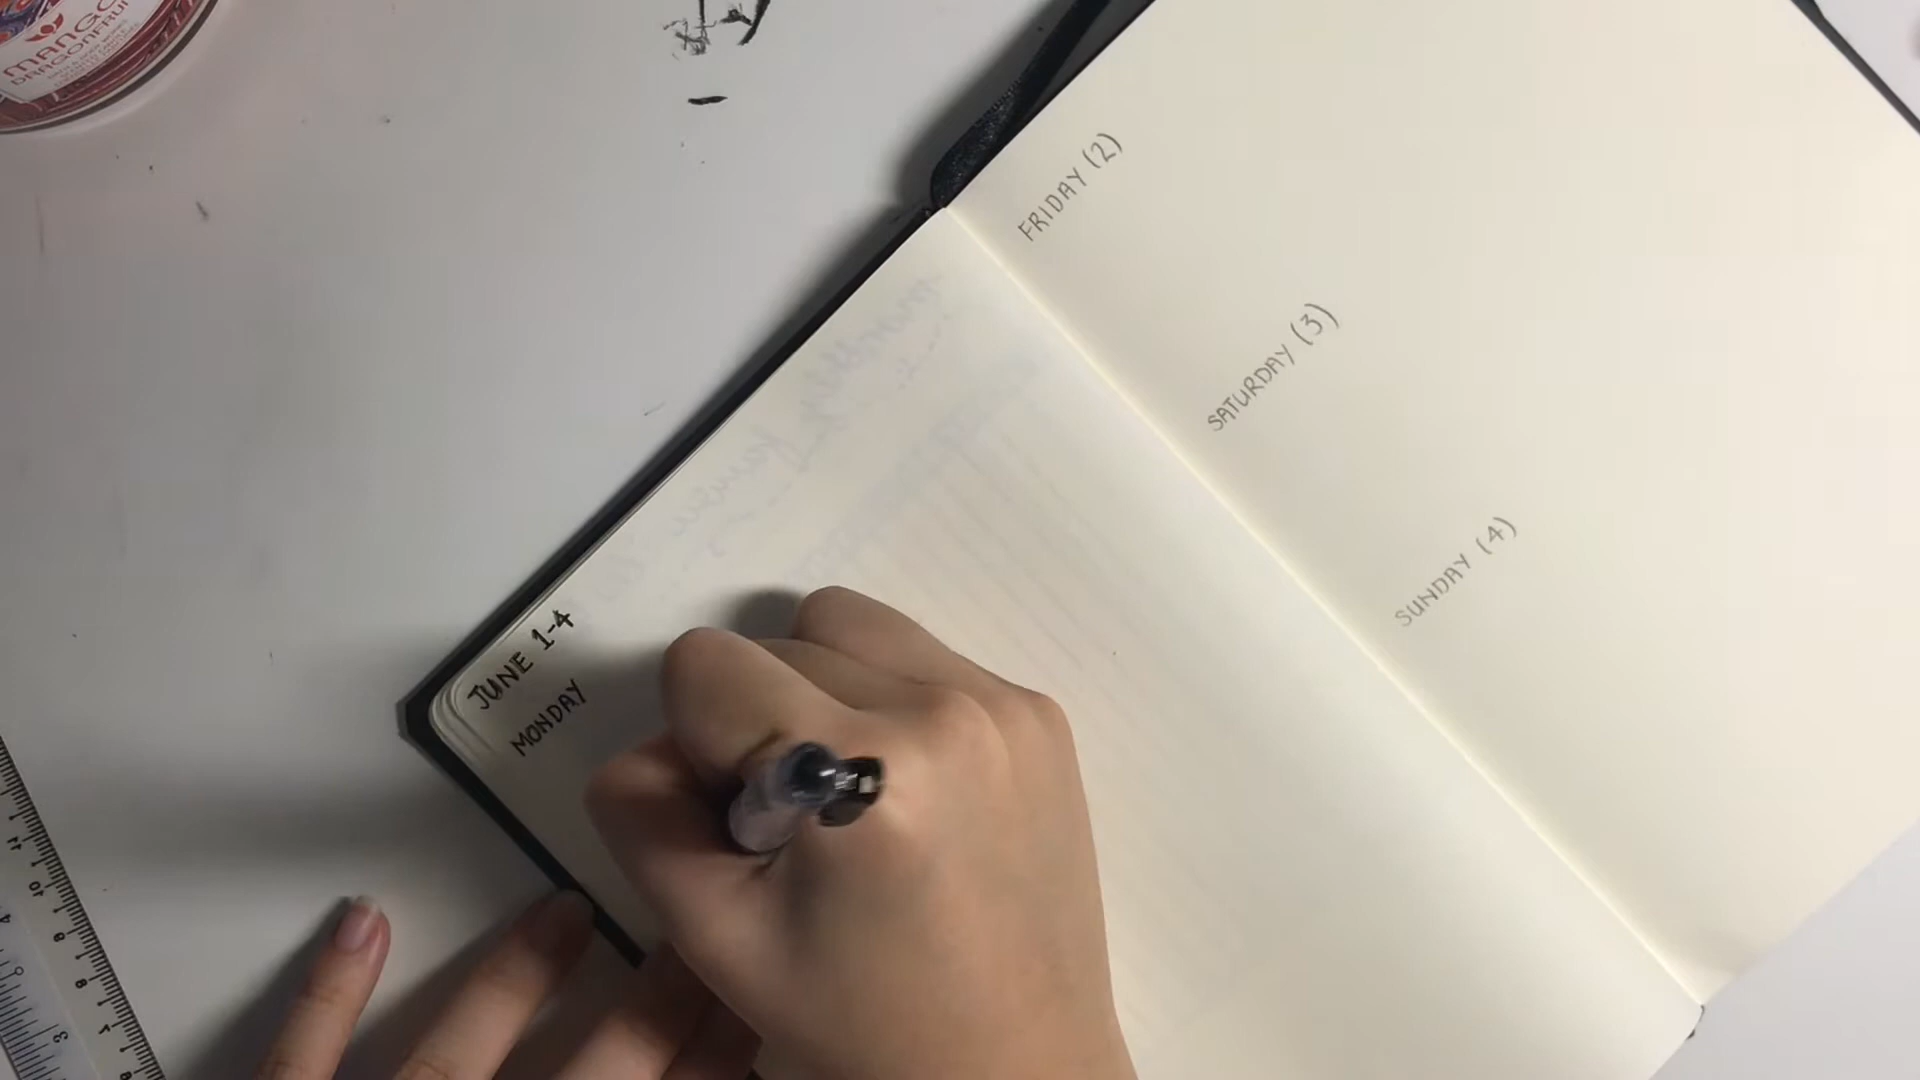 JUNE 1-4
MONDAY
FRIDAY (2)
SATURDAY (3)
SUNDAY (4)
MANGO
DRAGONFRUIT